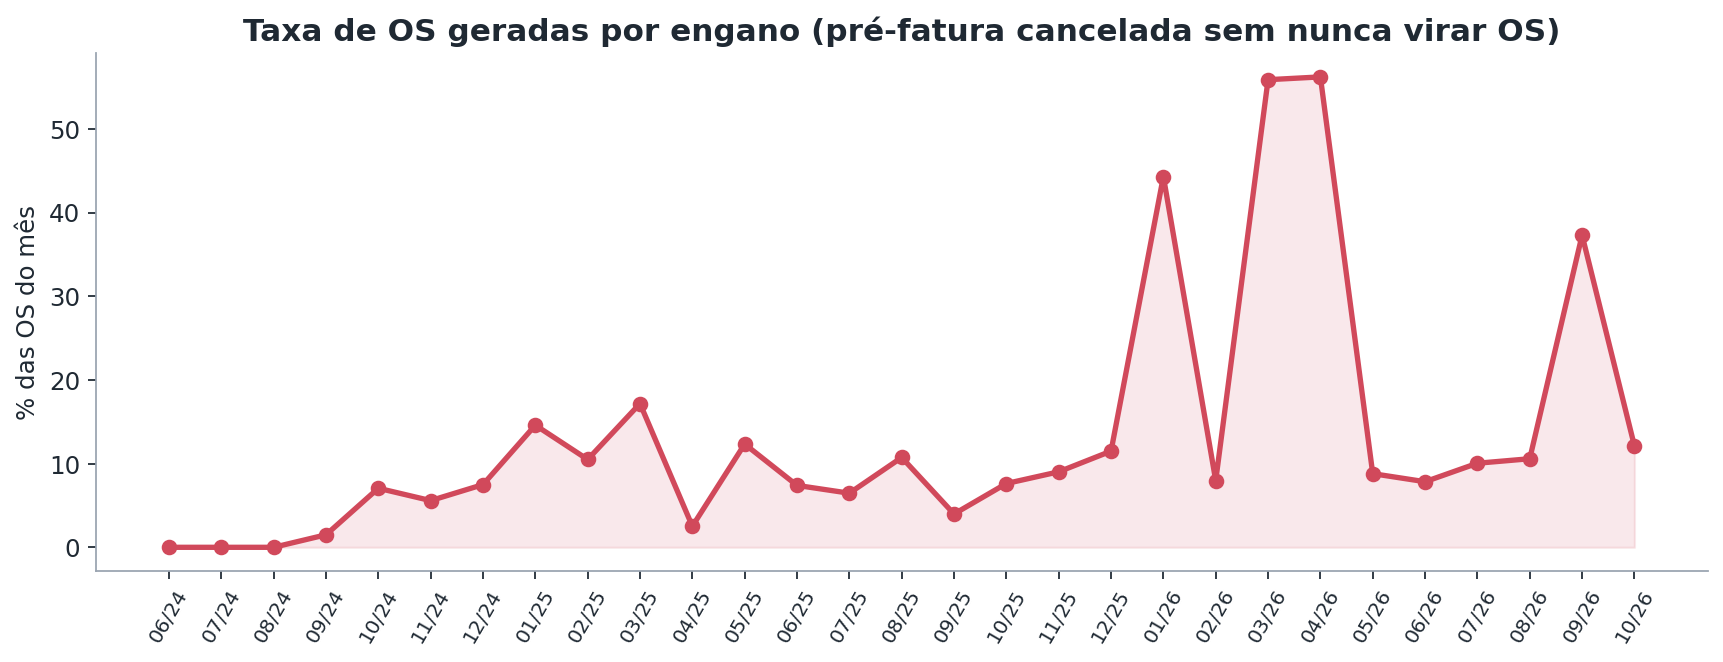 Taxa de OS geradas por engano (pré-fatura cancelada sem nunca virar OS)
% das OS do mês
50
40
30
20
10
0
06/24 07/24 08/24 09/24 10/24 11/24 12/24 01/25 02/25 03/25 04/25 05/25 06/25 07/25 08/25 09/25 10/25 11/25 12/25 01/26 02/26 03/26 04/26 05/26 06/26 07/26 08/26 09/26 10/26